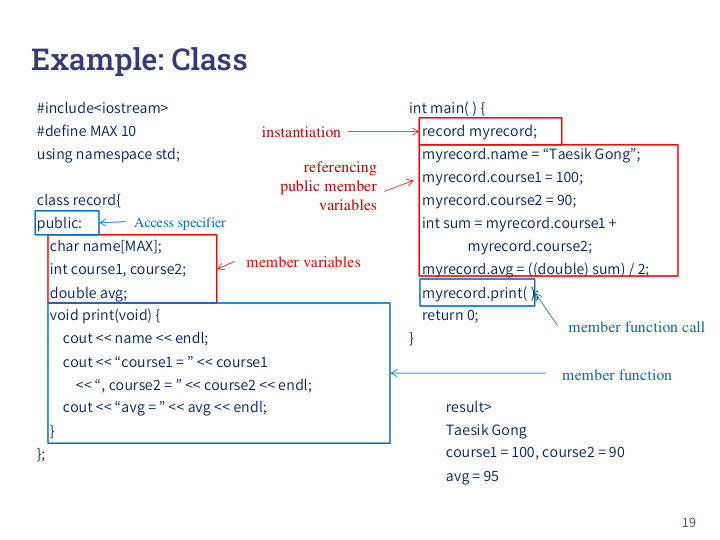 Example: Class
#include<iostream>
#define MAX 10
using namespace std;
class record{
public:
Access specifier
char name[MAX];
int course1, course2;
double avg;
member variables
void print(void) {
cout << name << endl;
cout << “course1 = ” << course1
<< “, course2 = ” << course2 << endl;
cout << “avg = ” << avg << endl;
}
};
int main( ) {
instantiation
record myrecord;
referencing
public member
variables
myrecord.name = “Taesik Gong”;
myrecord.course1 = 100;
myrecord.course2 = 90;
int sum = myrecord.course1 +
myrecord.course2;
myrecord.avg = ((double) sum) / 2;
myrecord.print( );
member function call
return 0;
}
member function
result>
Taesik Gong
course1 = 100, course2 = 90
avg = 95
19